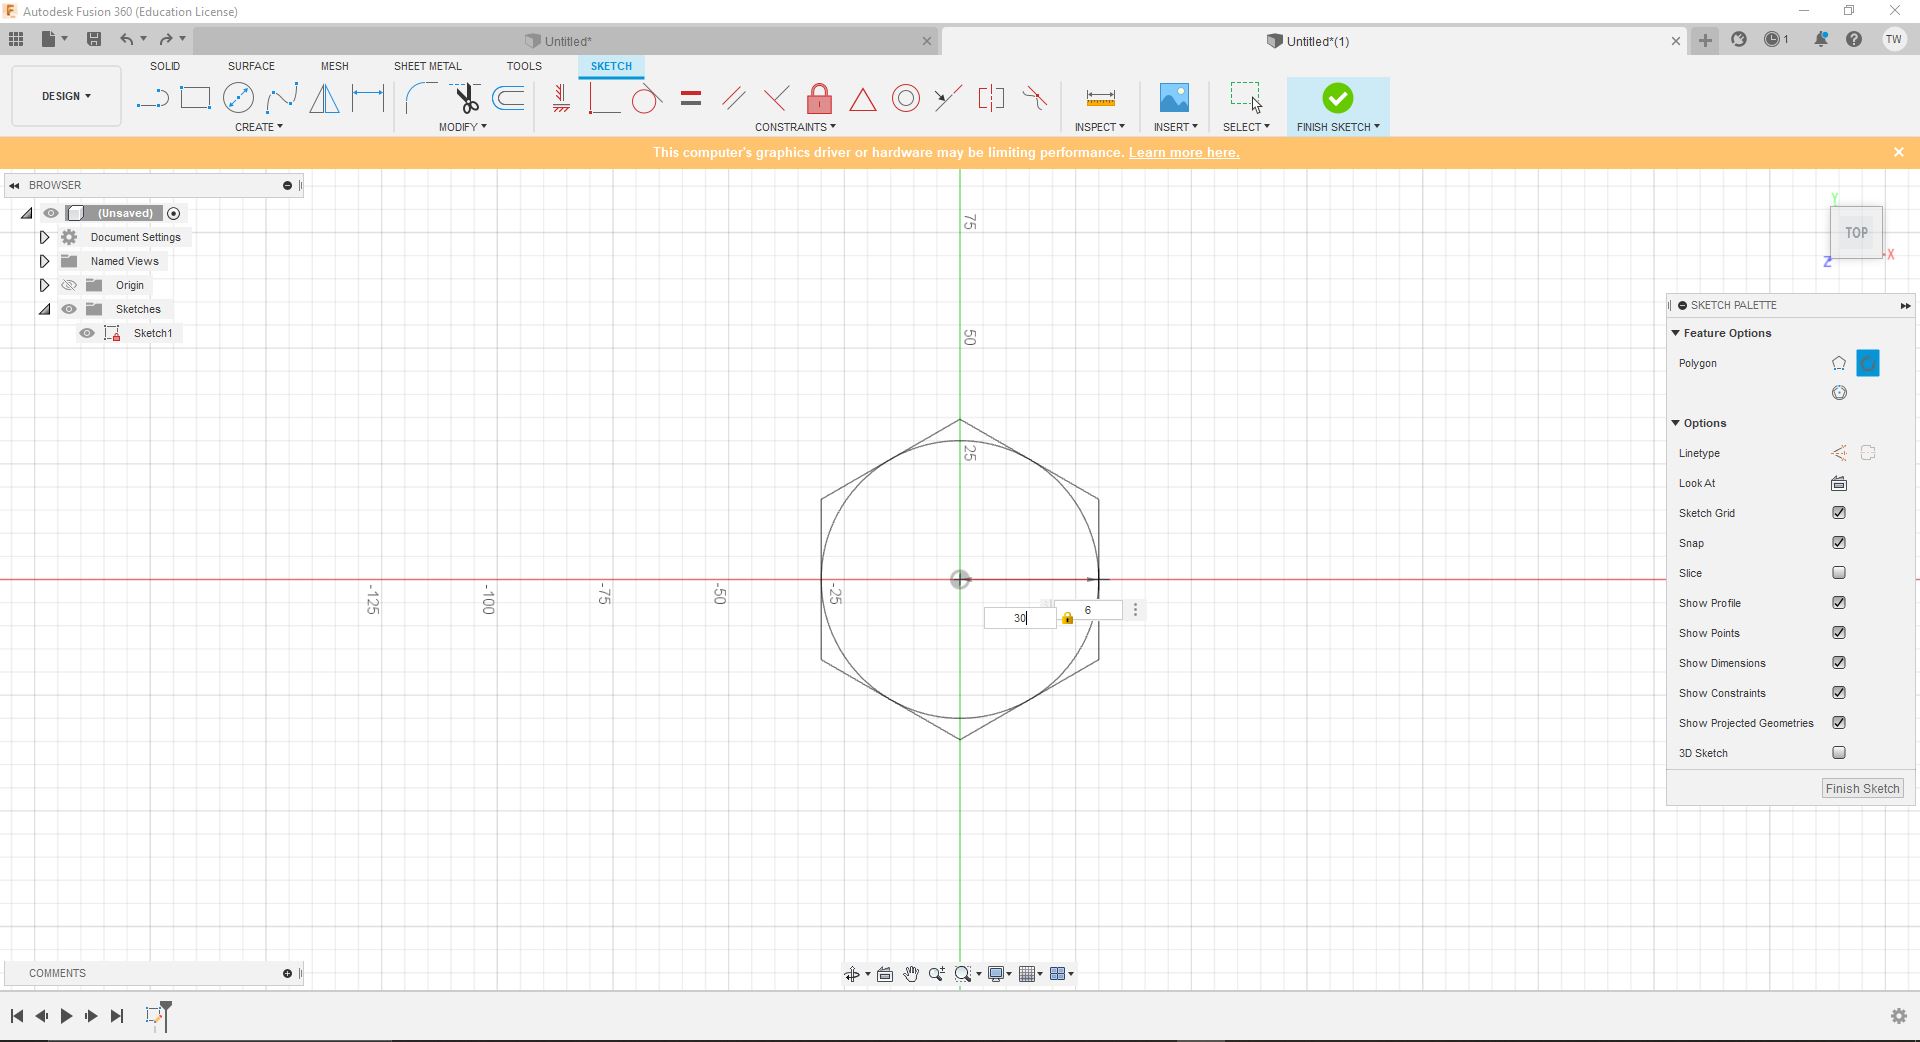 Autodesk Fusion 360 (Education License)
Untitled*
Untitled*(1)
1
TW
SOLID
SURFACE
MESH
SHEET METAL
TOOLS
SKETCH
DESIGN
CREATE
MODIFY
CONSTRAINTS
INSPECT
INSERT
SELECT
FINISH SKETCH
This computer's graphics driver or hardware may be limiting performance. Learn more here.
BROWSER
(Unsaved)
Document Settings
Named Views
Origin
Sketches
Sketch1
75
50
25
-125
-100
-75
-50
-25
30
6
Y
TOP
X
Z
SKETCH PALETTE
Feature Options
Polygon
Options
Linetype
Look At
Sketch Grid
Snap
Slice
Show Profile
Show Points
Show Dimensions
Show Constraints
Show Projected Geometries
3D Sketch
Finish Sketch
COMMENTS